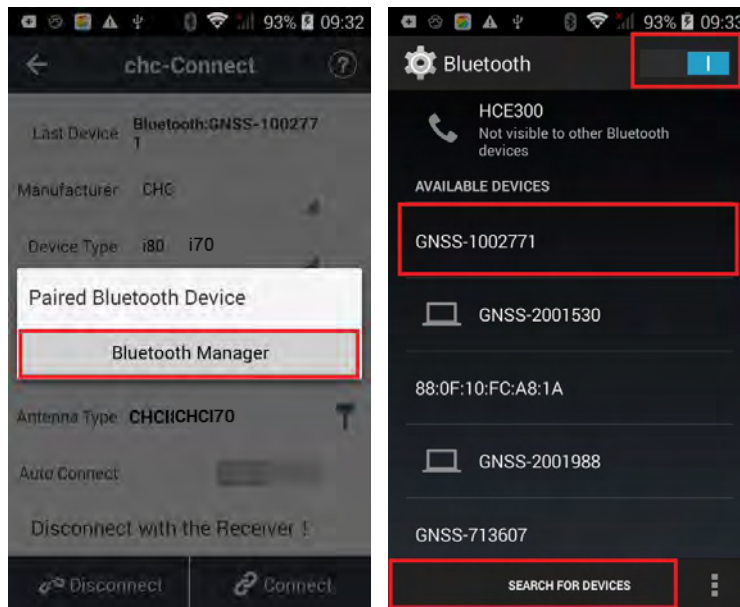 93% 09:32
chc-Connect ?
Last Device Bluetooth:GNSS-100277
1
Manufacturer CHC
Device Type i80 i70
Paired Bluetooth Device
Bluetooth Manager
Antenna Type CHCI8CHCI70
Auto Connect
Disconnect with the Receiver !
Disconnect Connect
93% 09:33
Bluetooth
HCE300
Not visible to other Bluetooth
devices
AVAILABLE DEVICES
GNSS-1002771
GNSS-2001530
88:0F:10:FC:A8:1A
GNSS-2001988
GNSS-713607
SEARCH FOR DEVICES